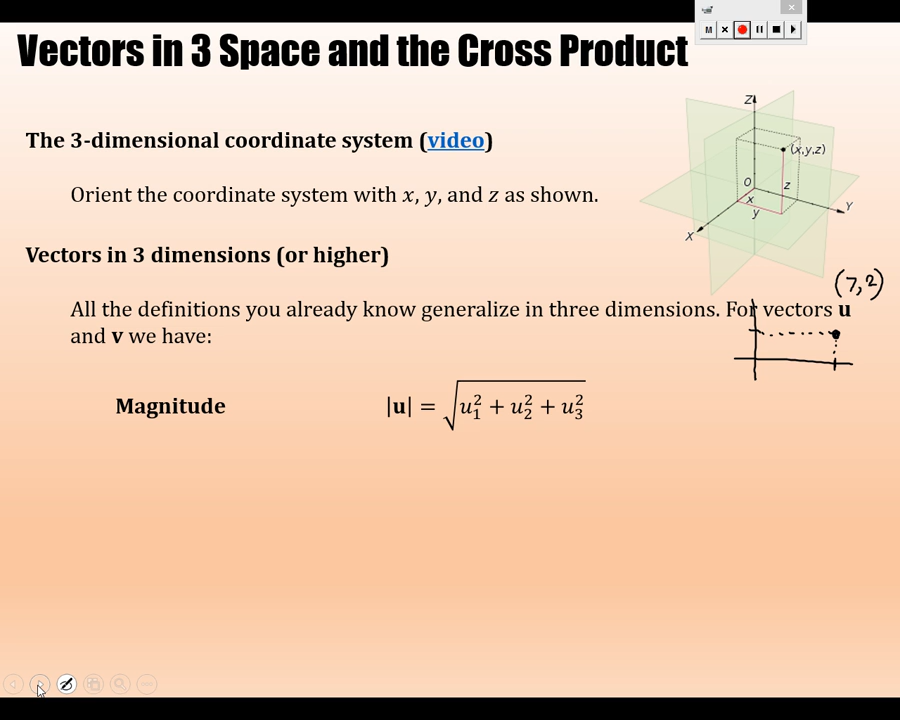 Vectors in 3 Space and the Cross Product
M
The 3-dimensional coordinate system (video)
Orient the coordinate system with x, y, and z as shown.
Z
(x,y,z)
O
z
x
y
Y
X
Vectors in 3 dimensions (or higher)
(7,2)
All the definitions you already know generalize in three dimensions. For vectors u
and v we have:
Magnitude |u| = √(u₁² + u₂² + u₃²)